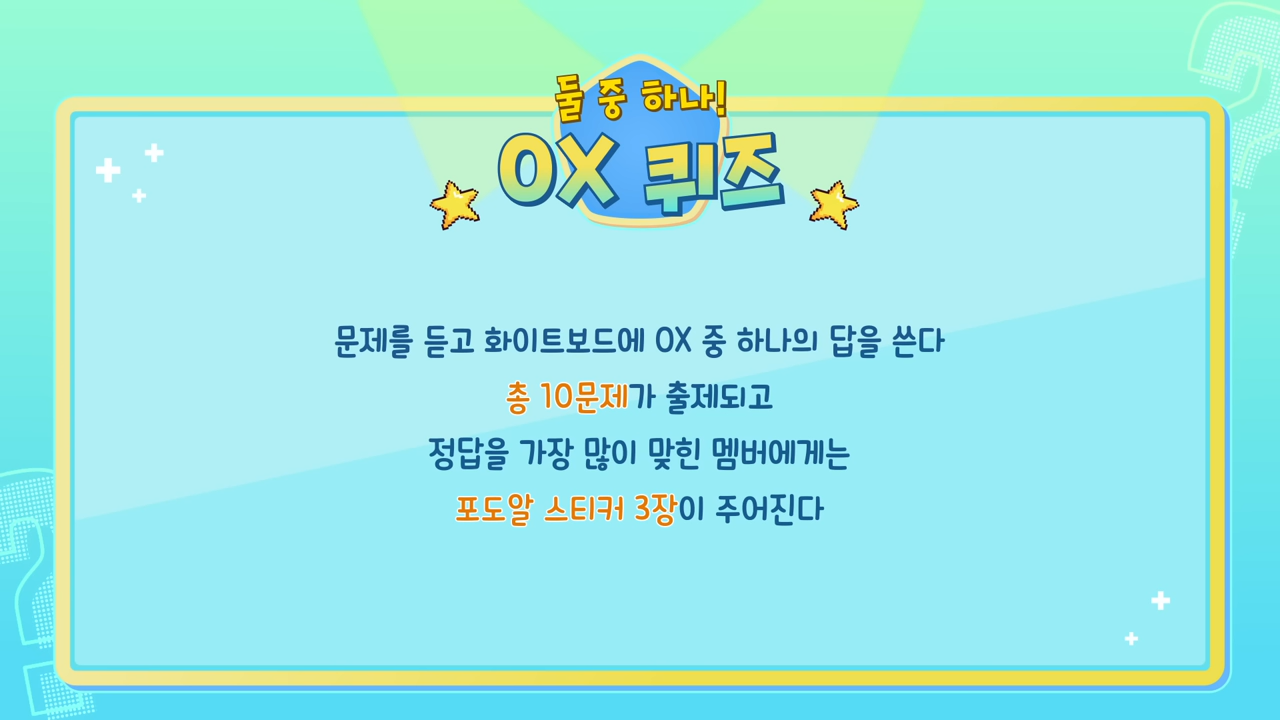 둘 중 하나!
OX 퀴즈
문제를 듣고 화이트보드에 OX 중 하나의 답을 쓴다
총 10문제가 출제되고
정답을 가장 많이 맞힌 멤버에게는
포도알 스티커 3장이 주어진다